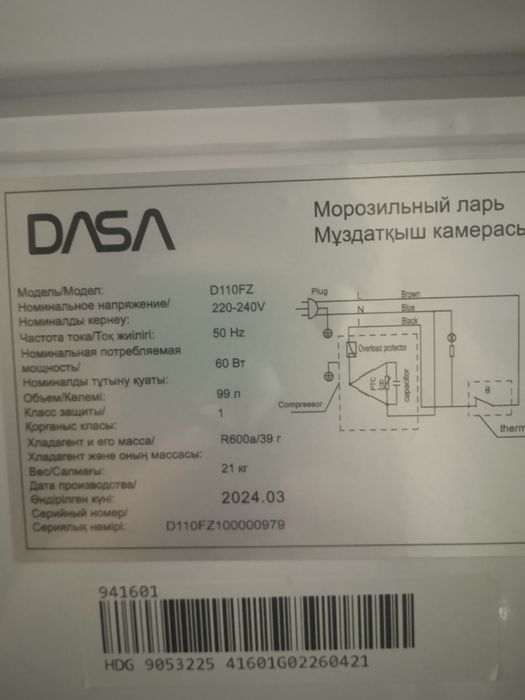 DASA
Морозильный ларь
Мұздатқыш камерасы
Модель/Модел: D110FZ
Номинальное напряжение/ 220-240V
Номиналды кернеу:
Частота тока/Тоқ жиілігі: 50 Hz
Номинальная потребляемая
мощность/ 60 Вт
Номиналды тұтыну қуаты:
Объем/Көлемі: 99 л
Класс защиты/ 1
Қорғаныс класы:
Хладагент и его масса/ R600a/39 г
Хладагент және оның массасы:
Вес/Салмағы: 21 кг
Дата производства/
Өндірілген күні: 2024.03
Серийный номер/
Сериялық нөмірі: D110FZ100000979
Plug
L Brown
N Blue
Black
Overload protector
PTC
θ
capacitor
Compressor
θ
therm
941601
HDG 9053225 41601G02260421